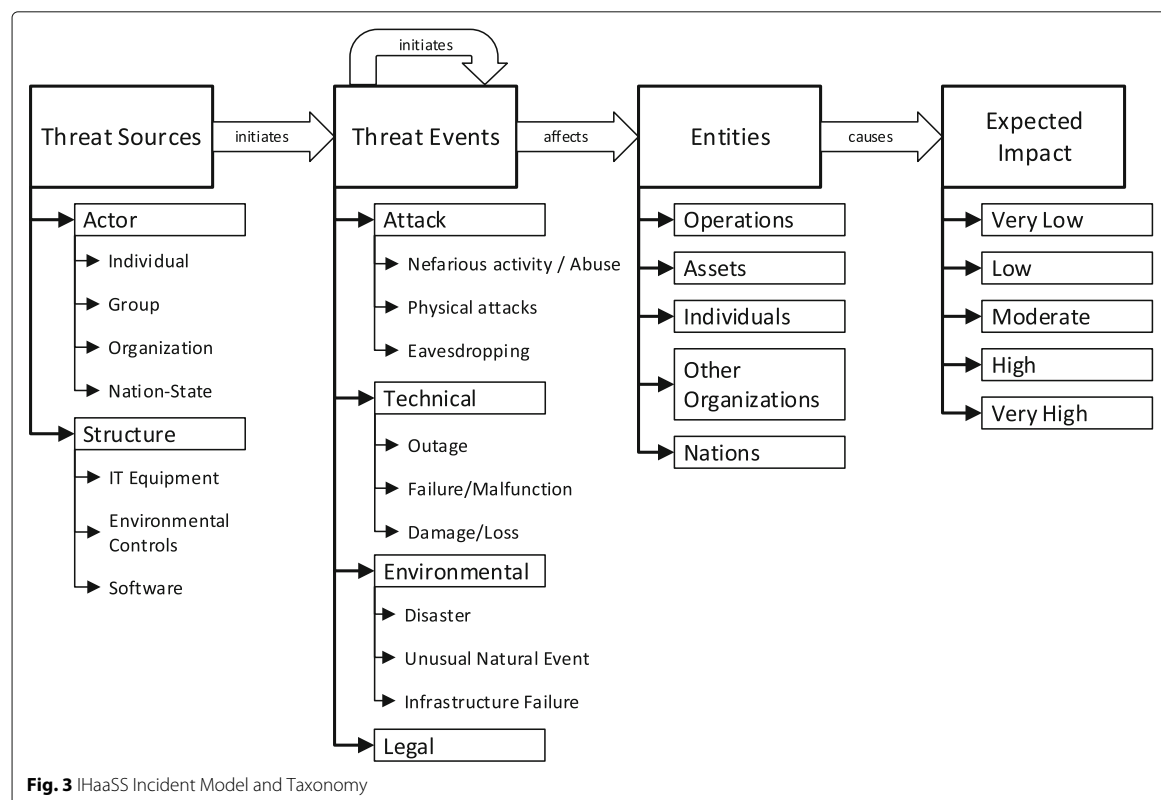 initiates
Threat Sources
initiates
Threat Events
affects
Entities
causes
Expected
Impact
Actor
Individual
Group
Organization
Nation-State
Structure
IT Equipment
Environmental
Controls
Software
Attack
Nefarious activity / Abuse
Physical attacks
Eavesdropping
Technical
Outage
Failure/Malfunction
Damage/Loss
Environmental
Disaster
Unusual Natural Event
Infrastructure Failure
Legal
Operations
Assets
Individuals
Other
Organizations
Nations
Very Low
Low
Moderate
High
Very High
Fig. 3 IHaaSS Incident Model and Taxonomy